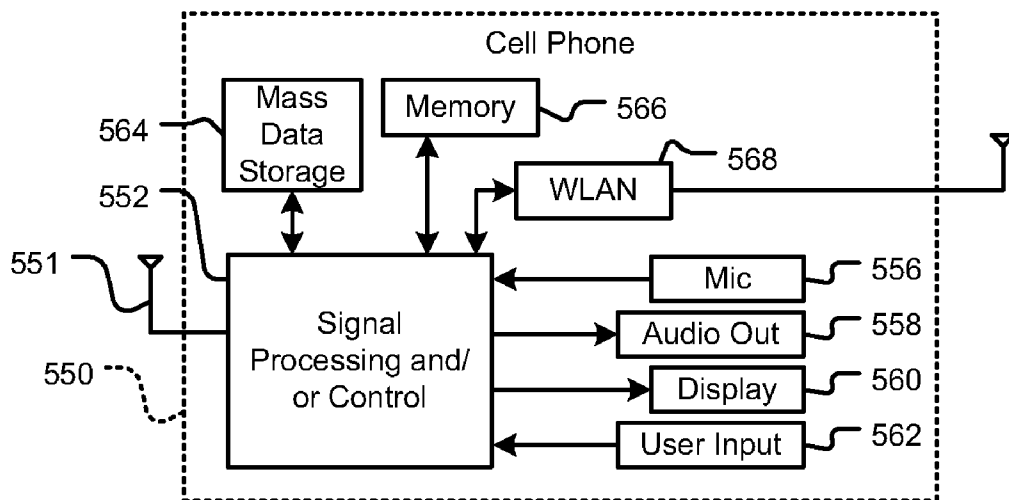 Cell Phone
Mass
Data
Storage
564
Memory
566
568
WLAN
552
551
Mic
556
Signal
Processing and/
or Control
Audio Out
558
550
Display
560
User Input
562